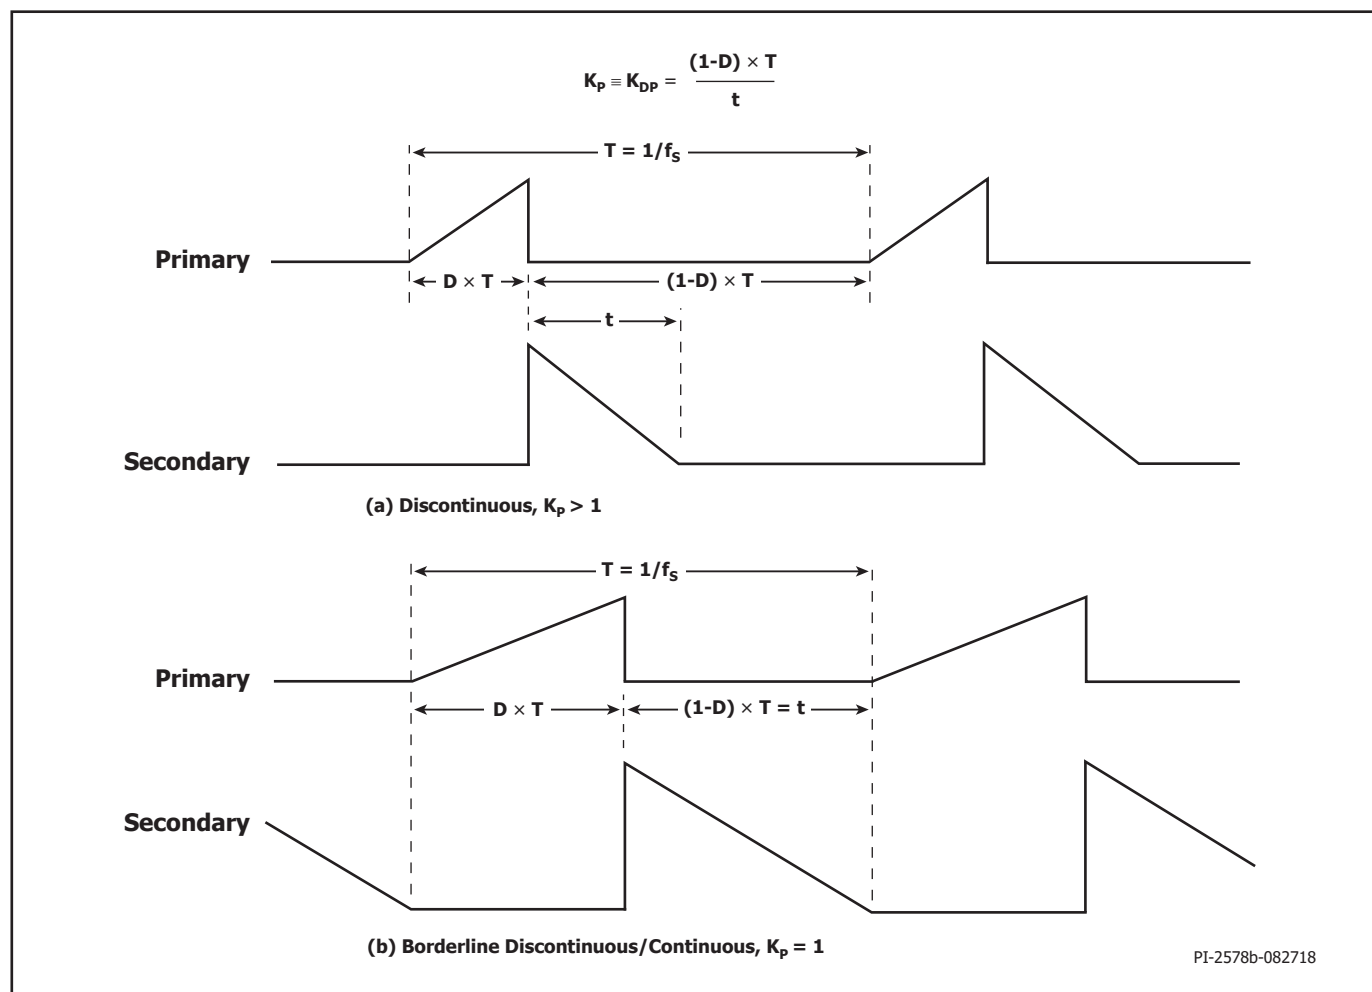 K_P ≡ K_DP = (1-D) × T / t
T = 1/f_S
Primary
D × T
(1-D) × T
t
Secondary
(a) Discontinuous, K_P > 1
T = 1/f_S
Primary
D × T
(1-D) × T = t
Secondary
(b) Borderline Discontinuous/Continuous, K_P = 1
PI-2578b-082718